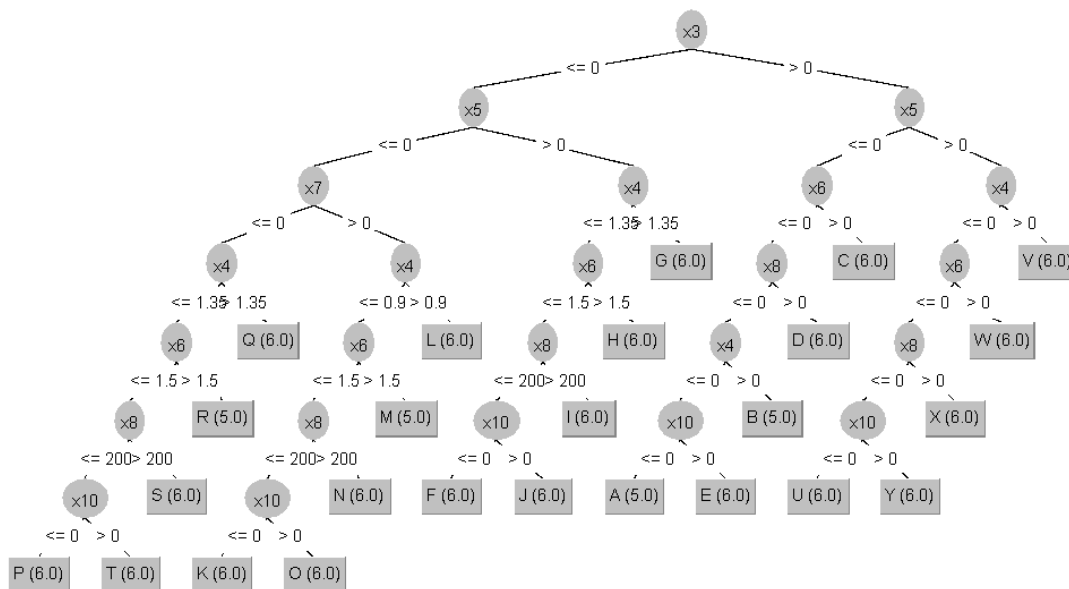 x3
<= 0 > 0
x5 x5
<= 0 > 0 <= 0 > 0
x7 x4 x6 x4
<= 0 > 0 <= 1.35 > 1.35 <= 0 > 0 <= 0 > 0
x4 x4 x6 G (6.0) x8 C (6.0) x6 V (6.0)
<= 1.35 > 1.35 <= 0.9 > 0.9 <= 1.5 > 1.5 <= 0 > 0 <= 0 > 0
x6 Q (6.0) x6 L (6.0) x8 H (6.0) x4 D (6.0) x8 W (6.0)
<= 1.5 > 1.5 <= 1.5 > 1.5 <= 200 > 200 <= 0 > 0 <= 0 > 0
x8 R (5.0) x8 M (5.0) x10 I (6.0) x10 B (5.0) x10 X (6.0)
<= 200 > 200 <= 200 > 200 <= 0 > 0 <= 0 > 0 <= 0 > 0
x10 S (6.0) x10 N (6.0) F (6.0) J (6.0) A (5.0) E (6.0) U (6.0) Y (6.0)
<= 0 > 0 <= 0 > 0
P (6.0) T (6.0) K (6.0) O (6.0)